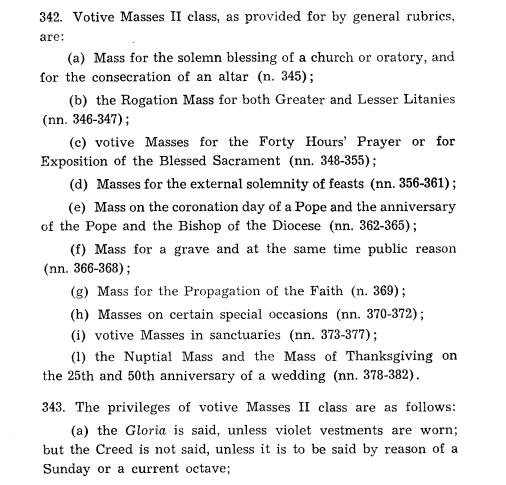 342. Votive Masses II class, as provided for by general rubrics,
are:
(a) Mass for the solemn blessing of a church or oratory, and
for the consecration of an altar (n. 345);
(b) the Rogation Mass for both Greater and Lesser Litanies
(nn. 346-347);
(c) votive Masses for the Forty Hours' Prayer or for
Exposition of the Blessed Sacrament (nn. 348-355);
(d) Masses for the external solemnity of feasts (nn. 356-361);
(e) Mass on the coronation day of a Pope and the anniversary
of the Pope and the Bishop of the Diocese (nn. 362-365);
(f) Mass for a grave and at the same time public reason
(nn. 366-368);
(g) Mass for the Propagation of the Faith (n. 369);
(h) Masses on certain special occasions (nn. 370-372);
(i) votive Masses in sanctuaries (nn. 373-377);
(l) the Nuptial Mass and the Mass of Thanksgiving on
the 25th and 50th anniversary of a wedding (nn. 378-382).
343. The privileges of votive Masses II class are as follows:
(a) the Gloria is said, unless violet vestments are worn;
but the Creed is not said, unless it is to be said by reason of a
Sunday or a current octave;